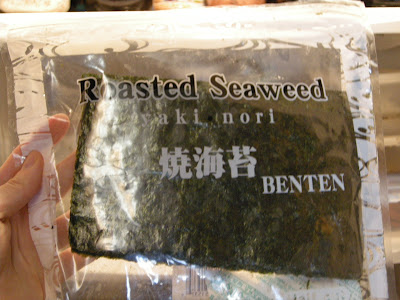 Roasted Seaweed
yaki nori
焼海苔
BENTEN